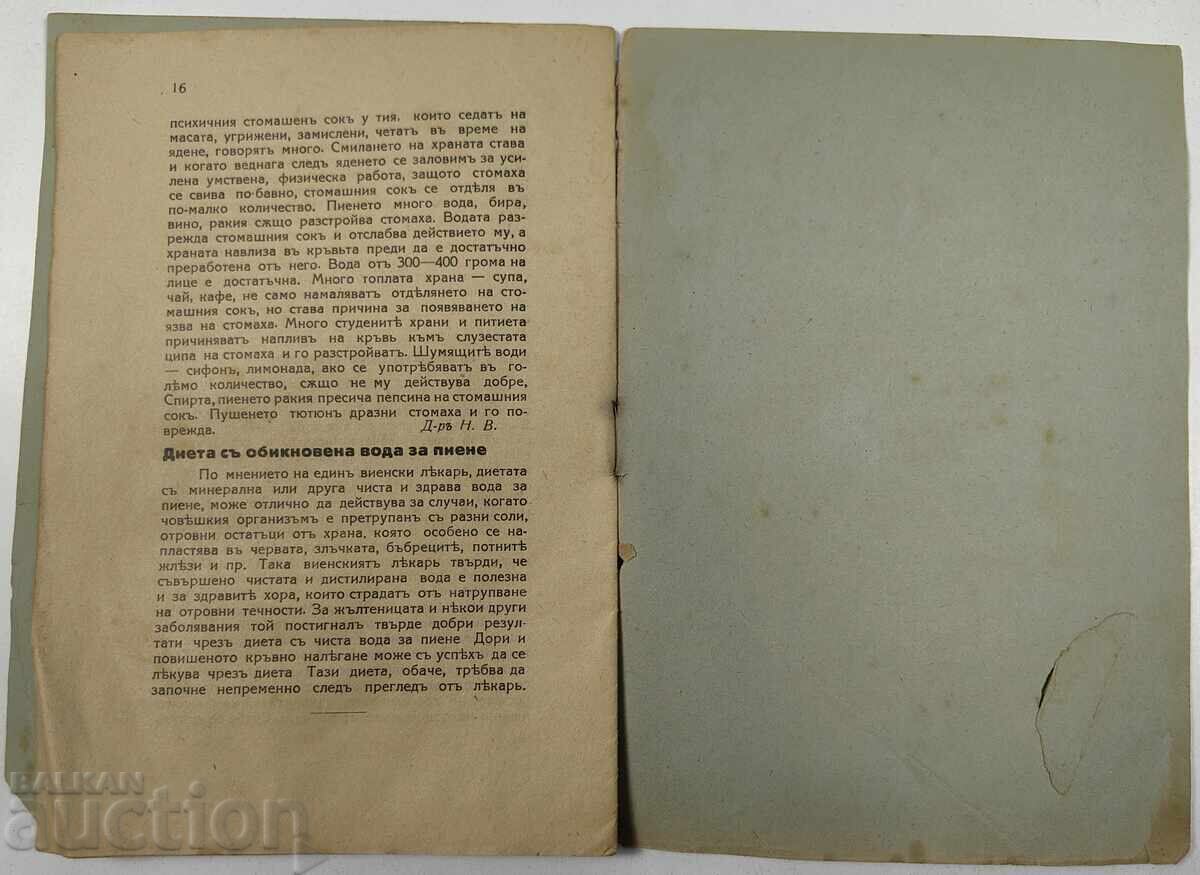 16
психичния стомашенъ сокъ у тия, които седатъ на
масата, угрижени, замислени, четатъ въ време на
ядене, говорятъ много. Смилането на храната става
и когато веднага следъ яденето се заловимъ за уси-
лена умствена, физическа работа, защото стомаха
се свива по-бавно, стомашния сокъ се отдѣля въ
по-малко количество. Пиенето много вода, бира,
вино, ракия сѫщо разстройва стомаха. Водата раз-
режда стомашния сокъ и отслабва действието му, а
храната навлиза въ кръвьта преди да е достатъчно
преработена отъ него. Вода отъ 300—400 грома на
лице е достатъчна. Много топлата храна — супа,
чай, кафе, не само намаляватъ отдѣлянето на сто-
машния сокъ, но става причина за появяването на
язва на стомаха. Много студенитѣ храни и питиета
причиняватъ напливъ на кръвь къмъ слузестата
ципа на стомаха и го разстройватъ. Шумящитѣ води
— сифонъ, лимонада, ако се употрѣбяватъ въ го-
лѣмо количество, сѫщо не му действува добре,
Спирта, пиенето ракия пресича пепсина на стомашния
сокъ. Пушенето тютюнъ дразни стомаха и го по-
врежда. Д-ръ Н. В.
Диета съ обикновена вода за пиене
По мнението на единъ виенски лѣкарь, диетата
съ минерална или друга чиста и здрава вода за
пиене, може отлично да действува за случаи, когато
човѣшкия организъмъ е претрупанъ съ разни соли,
отровни остатъци отъ храна, която особено се на-
пластява въ червата, злъчката, бъбрецитѣ, потнитѣ
жлѣзи и пр. Така виенскиятъ лѣкарь твърди, че
съвършено чистата и дистилирана вода е полезна
и за здравитѣ хора, които страдатъ отъ натрупване
на отровни течности. За жълтеницата и нѣкои други
заболявания той постигналъ твърде добри резул-
тати чрезъ диета съ чиста вода за пиене Дори и
повишеното кръвно налѣгане може съ успѣхъ да се
лѣкува чрезъ диета Тази диета, обаче, трѣбва да
започне непременно следъ прегледъ отъ лѣкарь.
BALKAN
auction